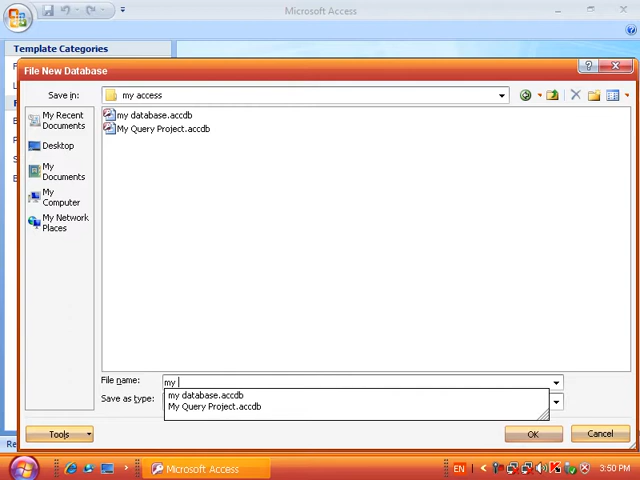 Microsoft Access
Template Categories
File New Database
Save in:
my access
My Recent
Documents
Desktop
My
Documents
My
Computer
My Network
Places
my database.accdb
My Query Project.accdb
File name:
my
Save as type:
my database.accdb
My Query Project.accdb
Tools
OK
Cancel
Re
Microsoft Access
EN
3:50 PM